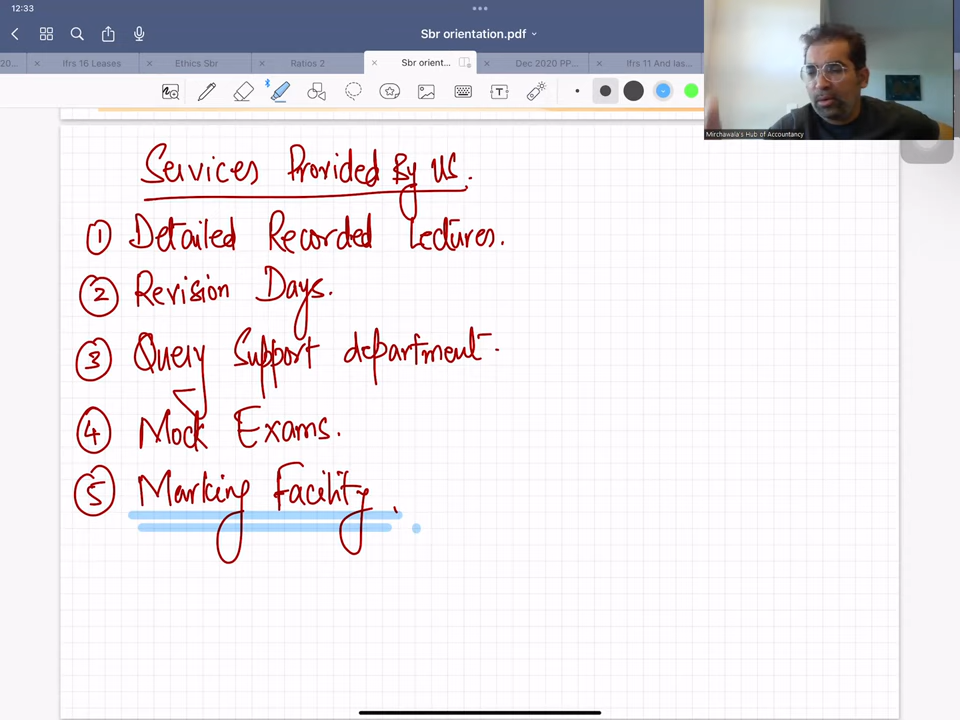 12:33
Sbr orientation.pdf
20...
Ifrs 16 Leases
Ethics Sbr
Ratios 2
Sbr orient...
Dec 2020 PP...
Ifrs 11 And Ias...
Mirchawala's Hub of Accountancy
Services Provided By US.
① Detailed Recorded Lectures.
② Revision Days.
③ Query Support department.
④ Mock Exams.
⑤ Marking Facility.